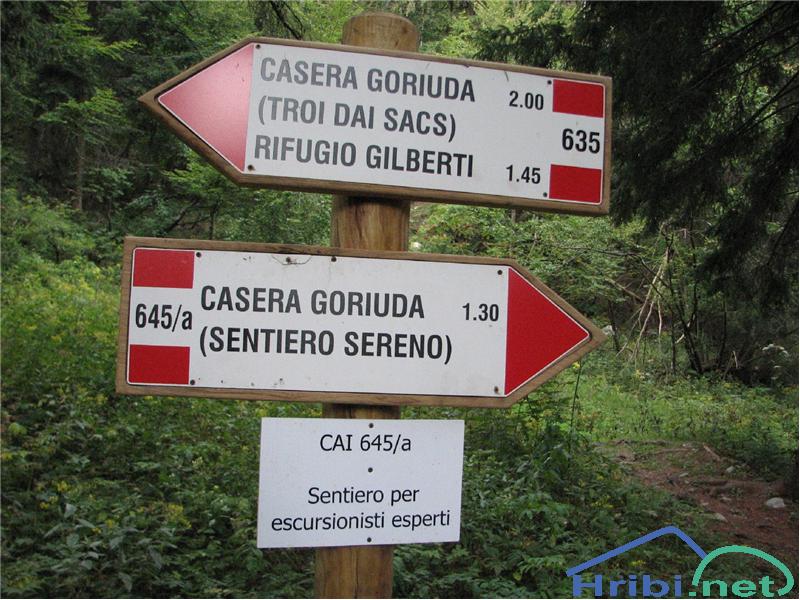 CASERA GORIUDA 2.00
(TROI DAI SACS)
RIFUGIO GILBERTI 1.45
635
645/a
CASERA GORIUDA 1.30
(SENTIERO SERENO)
CAI 645/a
Sentiero per
escursionisti esperti
Hribi.net